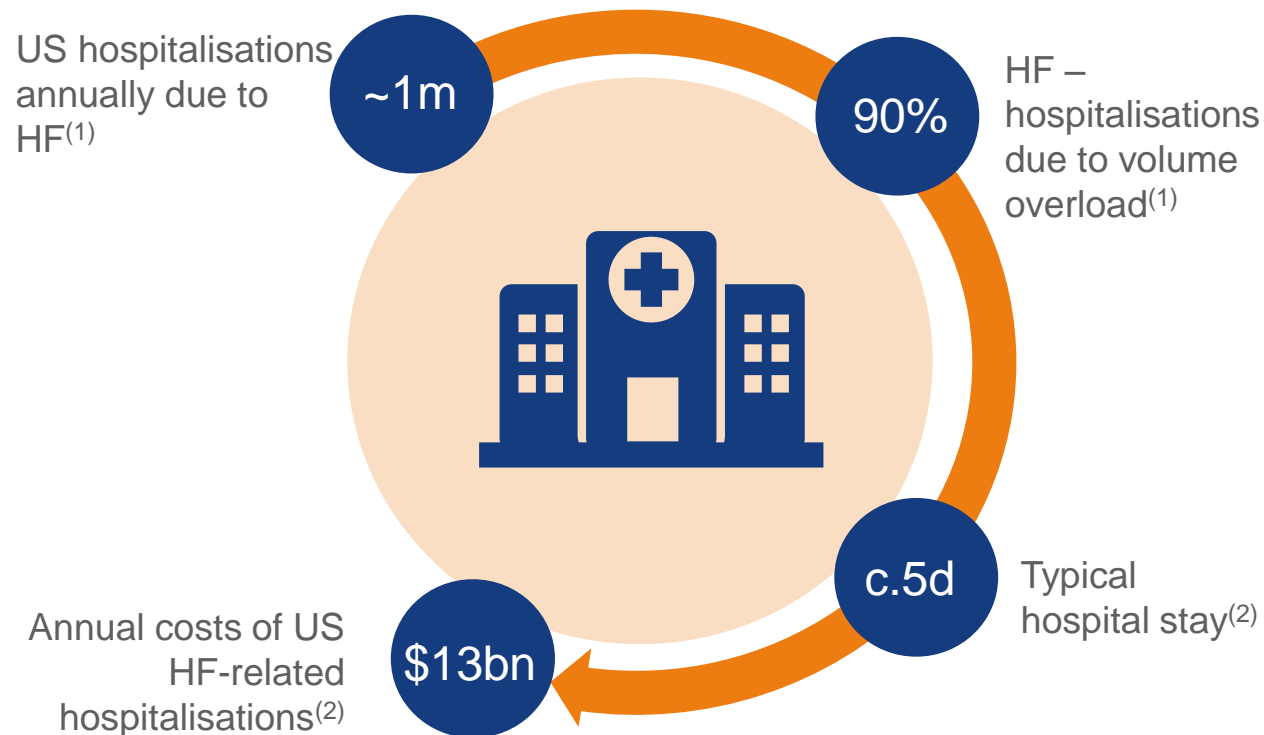 US hospitalisations
annually due to
HF(1)
~1m
90%
HF –
hospitalisations
due to volume
overload(1)
c.5d
Typical
hospital stay(2)
Annual costs of US
HF-related
hospitalisations(2)
$13bn